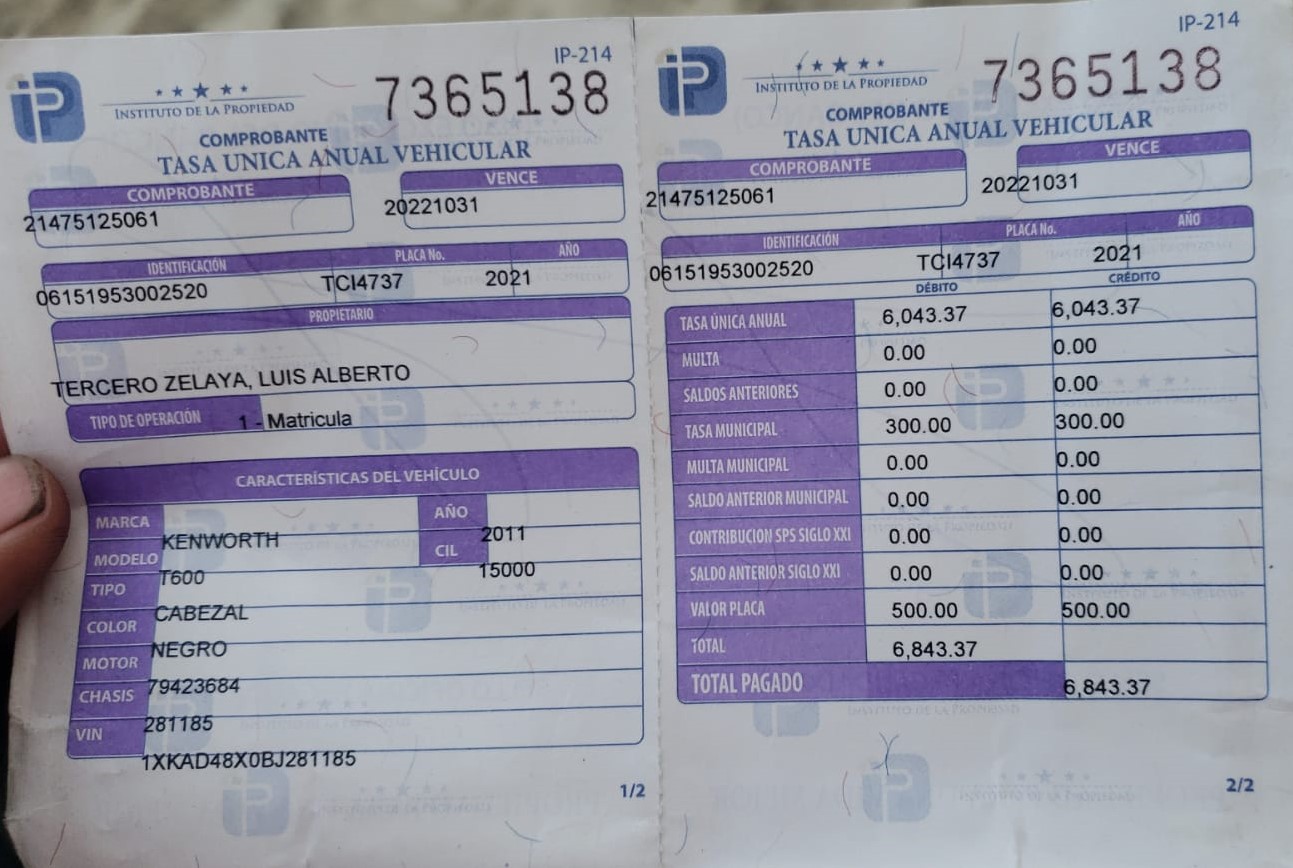 IP-214
iP
INSTITUTO DE LA PROPIEDAD
7365138
COMPROBANTE
TASA UNICA ANUAL VEHICULAR
COMPROBANTE VENCE
21475125061 20221031
IDENTIFICACIÓN PLACA No. AÑO
06151953002520 TCI4737 2021
PROPIETARIO
TERCERO ZELAYA, LUIS ALBERTO
TIPO DE OPERACIÓN 1 - Matricula
CARACTERÍSTICAS DEL VEHÍCULO
MARCA KENWORTH AÑO 2011
MODELO T600 CIL 15000
TIPO CABEZAL
COLOR NEGRO
MOTOR 79423684
CHASIS 281185
VIN 1XKAD48X0BJ281185
1/2
IP-214
iP
INSTITUTO DE LA PROPIEDAD
7365138
COMPROBANTE
TASA UNICA ANUAL VEHICULAR
COMPROBANTE VENCE
21475125061 20221031
IDENTIFICACIÓN PLACA No. AÑO
06151953002520 TCI4737 2021
DÉBITO CRÉDITO
TASA ÚNICA ANUAL 6,043.37 6,043.37
MULTA 0.00 0.00
SALDOS ANTERIORES 0.00 0.00
TASA MUNICIPAL 300.00 300.00
MULTA MUNICIPAL 0.00 0.00
SALDO ANTERIOR MUNICIPAL 0.00 0.00
CONTRIBUCION SPS SIGLO XXI 0.00 0.00
SALDO ANTERIOR SIGLO XXI 0.00 0.00
VALOR PLACA 500.00 500.00
TOTAL 6,843.37
TOTAL PAGADO 6,843.37
2/2